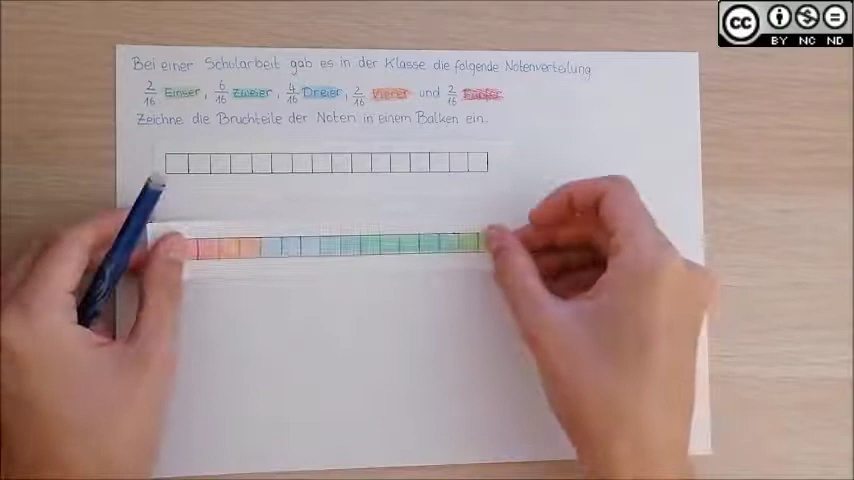 Bei einer Schularbeit gab es in der Klasse die folgende Notenverteilung
2/16 Einser, 6/16 Zweier, 4/16 Dreier, 2/16 Vierer und 2/16 Fünfer
Zeichne die Bruchteile der Noten in einem Balken ein.
cc
BY NC ND